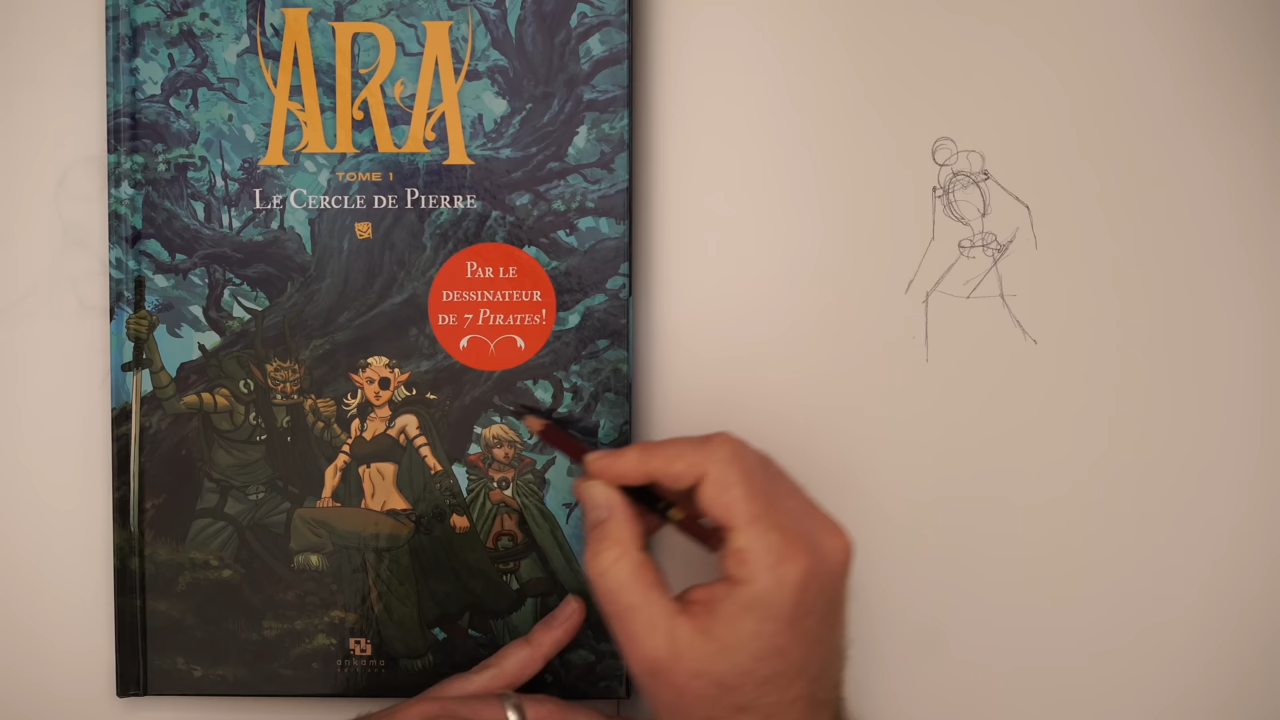 ARA
TOME 1
LE CERCLE DE PIERRE
PAR LE
DESSINATEUR
DE 7 PIRATES!
ankama